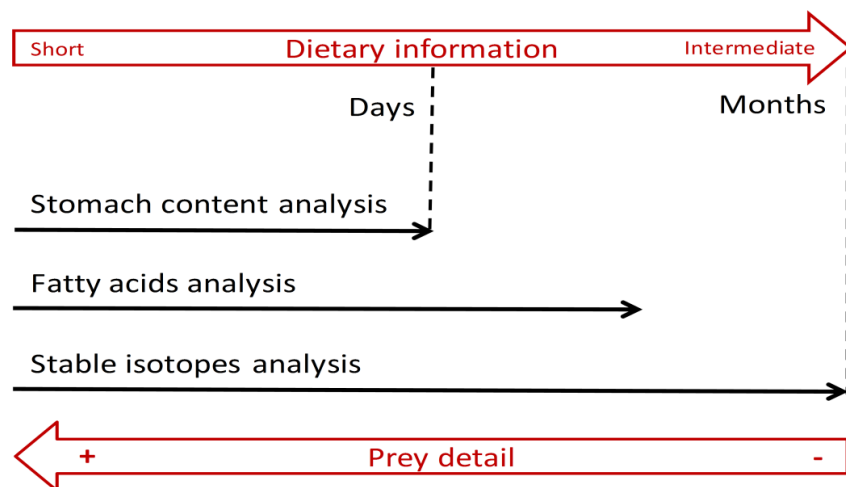 Short Dietary information Intermediate
Days Months
Stomach content analysis
Fatty acids analysis
Stable isotopes analysis
+ Prey detail -